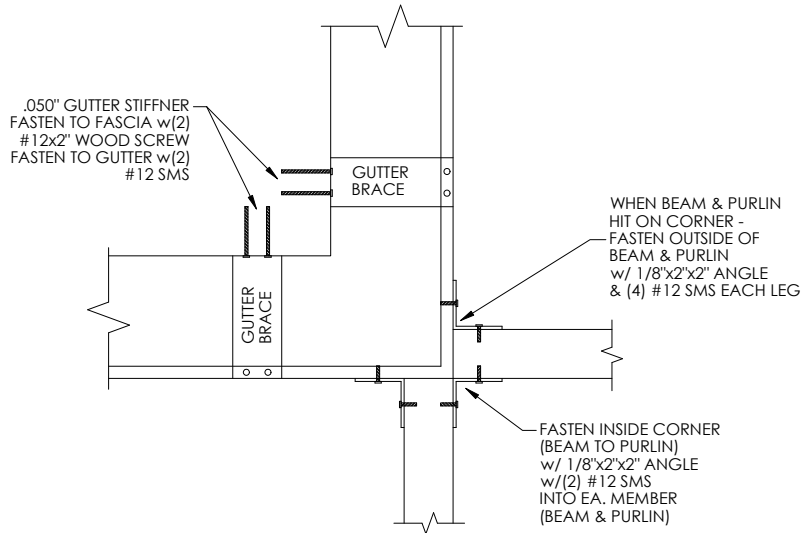 .050" GUTTER STIFFNER
FASTEN TO FASCIA w(2)
#12x2" WOOD SCREW
FASTEN TO GUTTER w(2)
#12 SMS
GUTTER
BRACE
GUTTER
BRACE
WHEN BEAM & PURLIN
HIT ON CORNER -
FASTEN OUTSIDE OF
BEAM & PURLIN
w/ 1/8"x2"x2" ANGLE
& (4) #12 SMS EACH LEG
FASTEN INSIDE CORNER
(BEAM TO PURLIN)
w/ 1/8"x2"x2" ANGLE
w/(2) #12 SMS
INTO EA. MEMBER
(BEAM & PURLIN)